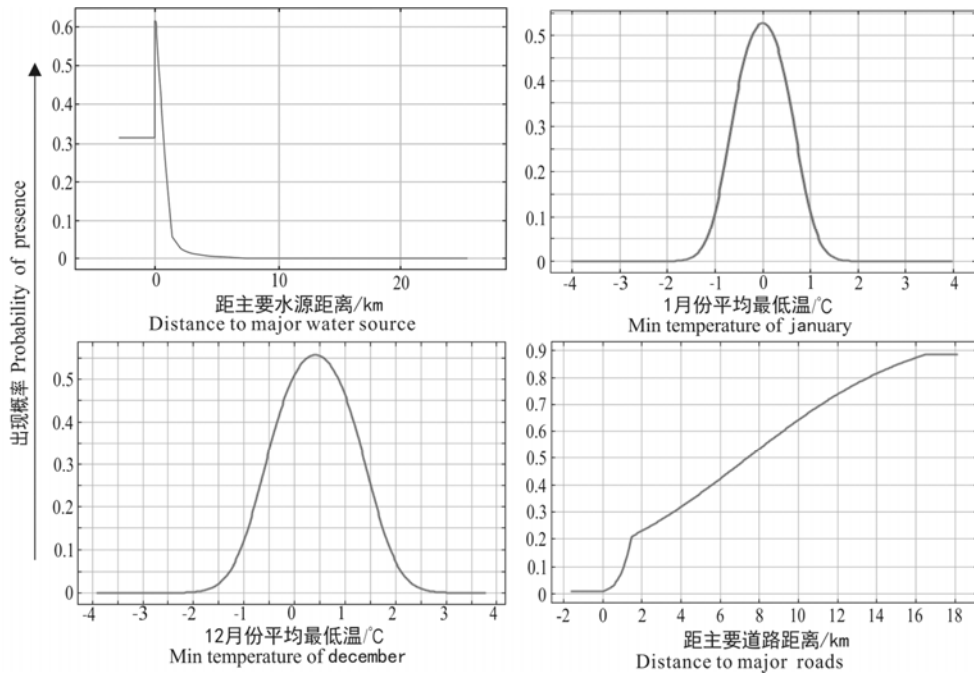 出现概率 Probability of presence
0.6
0.5
0.4
0.3
0.2
0.1
0
0 10 20
距主要水源距离/km
Distance to major water source
0.5
0.4
0.3
0.2
0.1
0
-4 -3 -2 -1 0 1 2 3 4
1月份平均最低温/℃
Min temperature of january
0.5
0.4
0.3
0.2
0.1
0
-4 -3 -2 -1 0 1 2 3 4
12月份平均最低温/℃
Min temperature of december
0.9
0.8
0.7
0.6
0.5
0.4
0.3
0.2
0.1
0
0 2 4 6 8 10 12 14 16 18
距主要道路距离/km
Distance to major roads